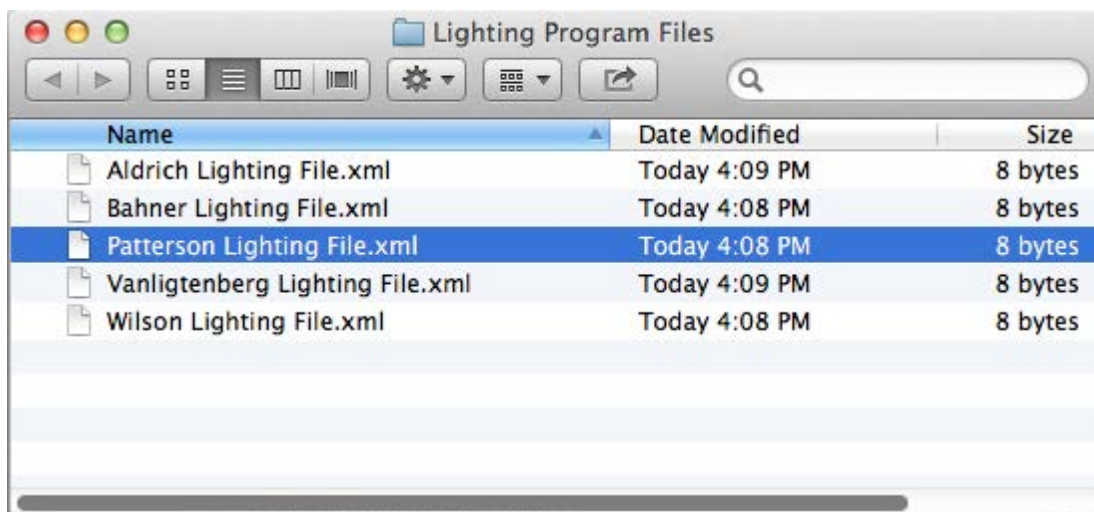 Lighting Program Files
Name Date Modified Size
Aldrich Lighting File.xml Today 4:09 PM 8 bytes
Bahner Lighting File.xml Today 4:08 PM 8 bytes
Patterson Lighting File.xml Today 4:08 PM 8 bytes
Vanligtenberg Lighting File.xml Today 4:09 PM 8 bytes
Wilson Lighting File.xml Today 4:08 PM 8 bytes